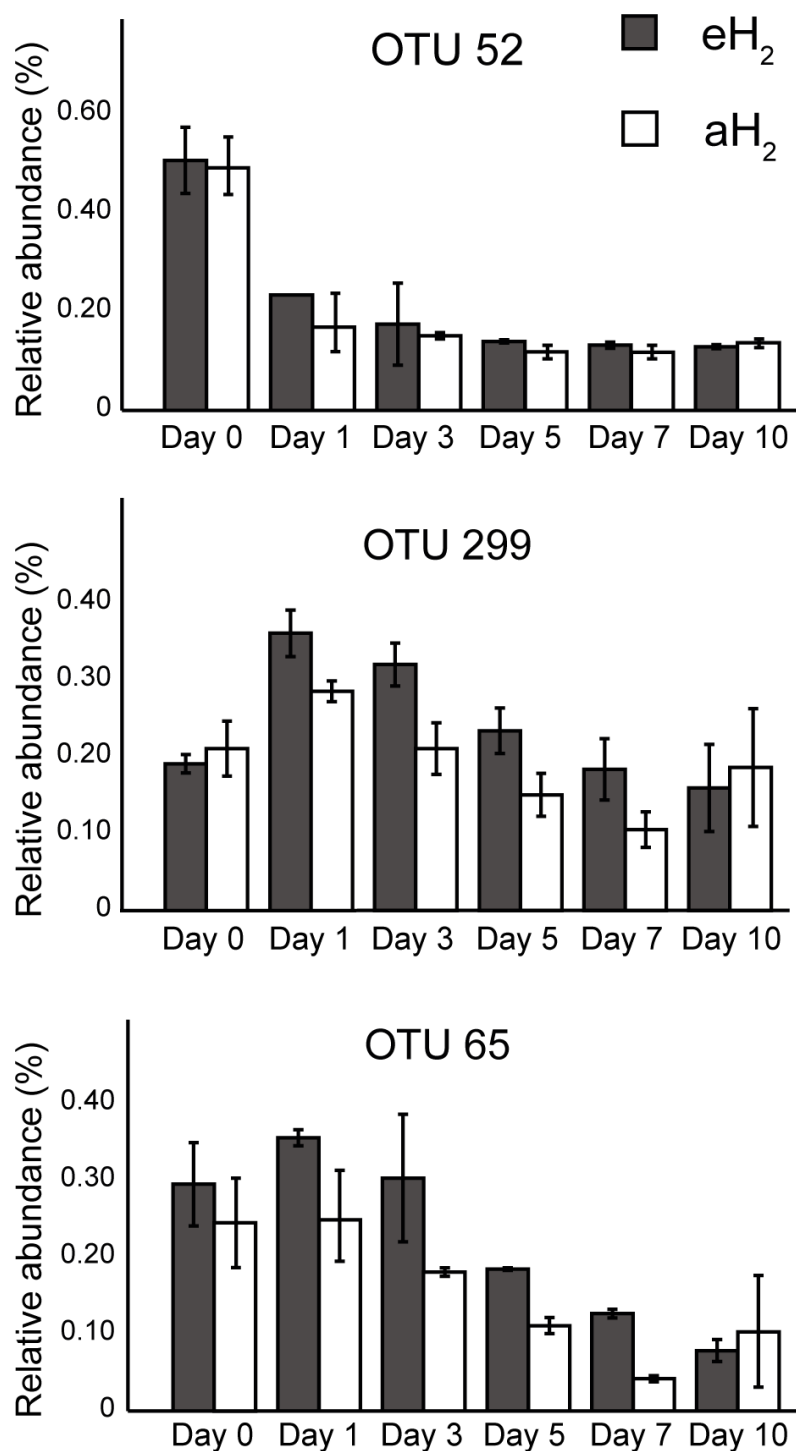 OTU 52
eH₂
aH₂
Relative abundance (%)
0.60
0.40
0.20
0
Day 0 Day 1 Day 3 Day 5 Day 7 Day 10
OTU 299
Relative abundance (%)
0.40
0.30
0.20
0.10
0
Day 0 Day 1 Day 3 Day 5 Day 7 Day 10
OTU 65
Relative abundance (%)
0.40
0.30
0.20
0.10
0
Day 0 Day 1 Day 3 Day 5 Day 7 Day 10